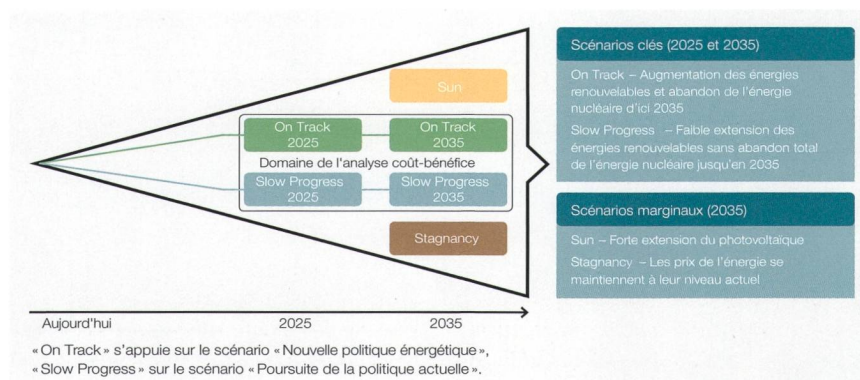 Sun
On Track
2025
On Track
2035
Domaine de l'analyse coût-bénéfice
Slow Progress
2025
Slow Progress
2035
Stagnancy
Aujourd'hui
2025
2035
« On Track » s'appuie sur le scénario « Nouvelle politique énergétique »,
« Slow Progress » sur le scénario « Poursuite de la politique actuelle ».
Scénarios clés (2025 et 2035)
On Track – Augmentation des énergies
renouvelables et abandon de l'énergie
nucléaire d'ici 2035
Slow Progress – Faible extension des
énergies renouvelables sans abandon total
de l'énergie nucléaire jusqu'en 2035
Scénarios marginaux (2035)
Sun – Forte extension du photovoltaïque
Stagnancy – Les prix de l'énergie se
maintiennent à leur niveau actuel